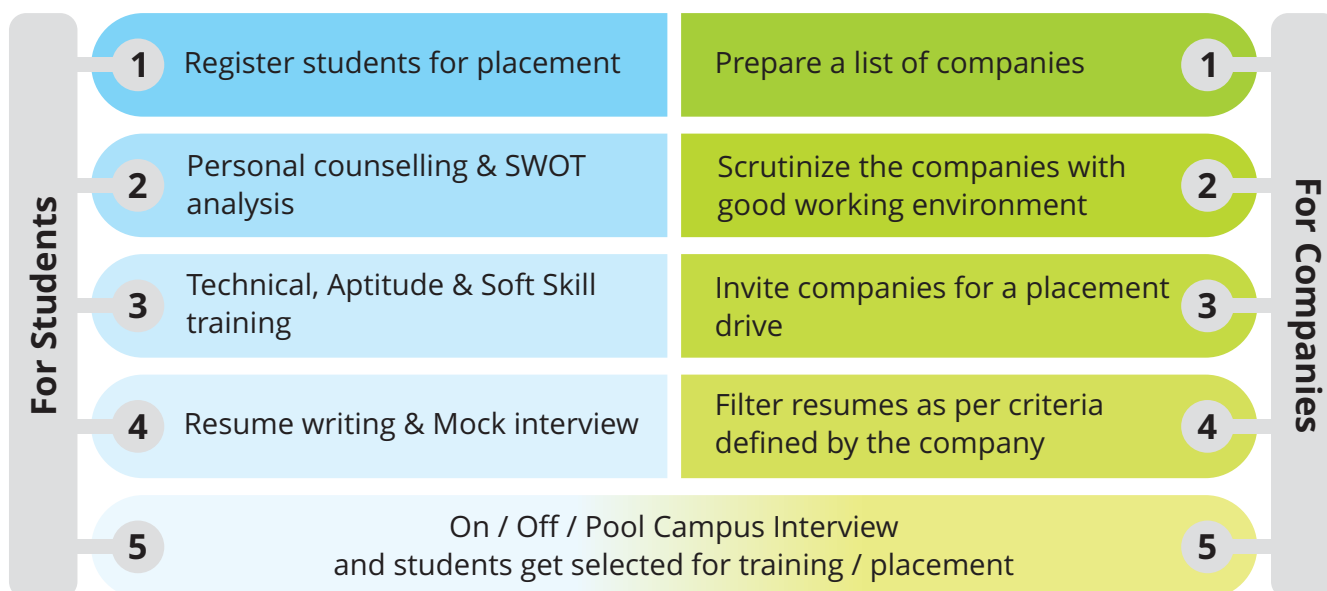 For Students
1
Register students for placement
2
Personal counselling & SWOT
analysis
3
Technical, Aptitude & Soft Skill
training
4
Resume writing & Mock interview
Prepare a list of companies
1
Scrutinize the companies with
good working environment
2
Invite companies for a placement
drive
3
Filter resumes as per criteria
defined by the company
4
For Companies
5
On / Off / Pool Campus Interview
and students get selected for training / placement
5